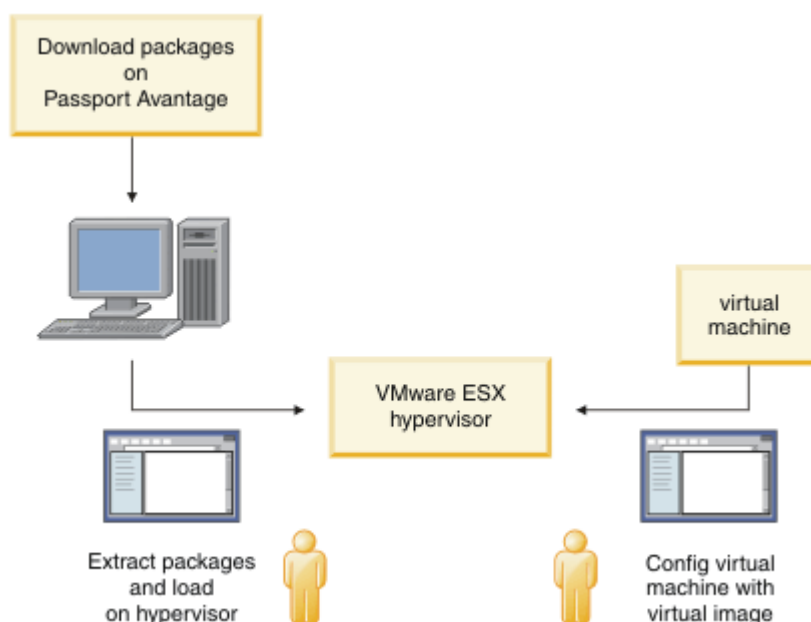 Download packages
on
Passport Avantage
virtual
machine
VMware ESX
hypervisor
Extract packages
and load
on hypervisor
Config virtual
machine with
virtual image